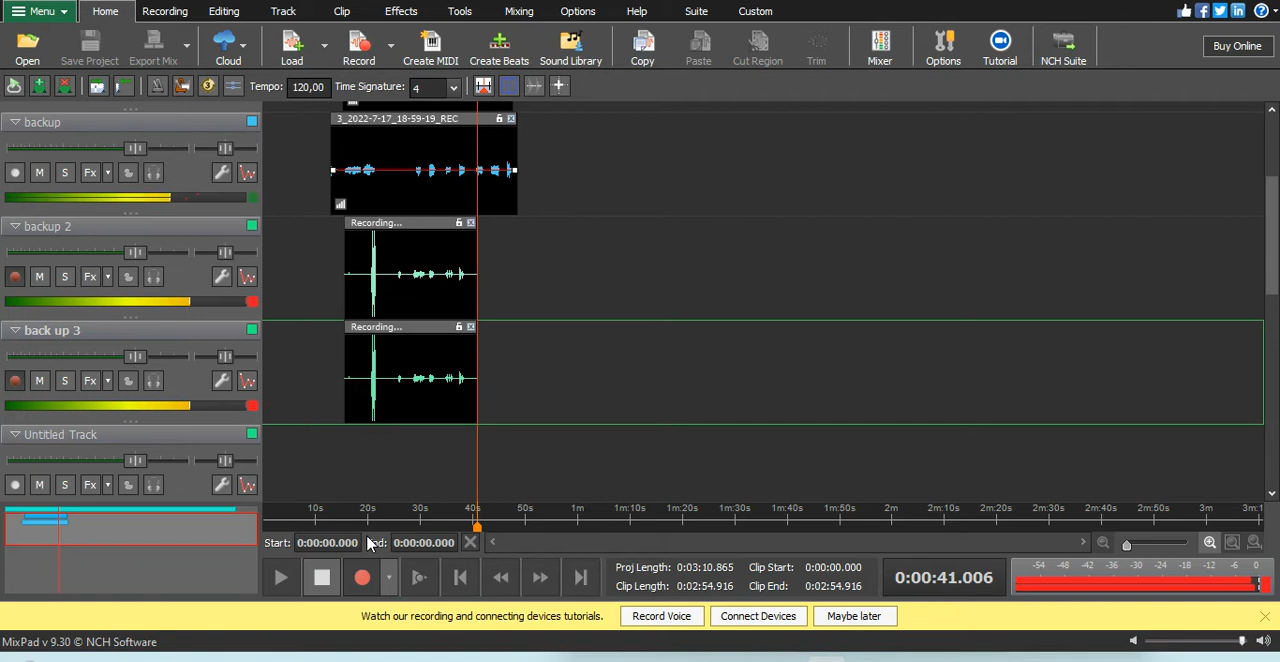 Menu Home Recording Editing Track Clip Effects Tools Mixing Options Help Suite Custom
Open Save Project Export Mix Cloud Load Record Create MIDI Create Beats Sound Library Copy Paste Cut Region Trim Mixer Options Tutorial NCH Suite Buy Online
Tempo: 120,00 Time Signature: 4
backup
3_2022-7-17_18-59-19_REC
M S Fx
backup 2
Recording...
M S Fx
back up 3
Recording...
M S Fx
Untitled Track
M S Fx
10s 20s 30s 40s 50s 1m 1m:10s 1m:20s 1m:30s 1m:40s 1m:50s 2m 2m:10s 2m:20s 2m:30s 2m:40s 2m:50s 3m 3m:1
Start: 0:00:00.000 0:00:00.000
Proj Length: 0:03:10.865 Clip Start: 0:00:00.000
Clip Length: 0:02:54.916 Clip End: 0:02:54.916
0:00:41.006
-54 -48 -42 -36 -30 -24 -18 -12 -6 0
Watch our recording and connecting devices tutorials. Record Voice Connect Devices Maybe later
MixPad v 9.30 © NCH Software